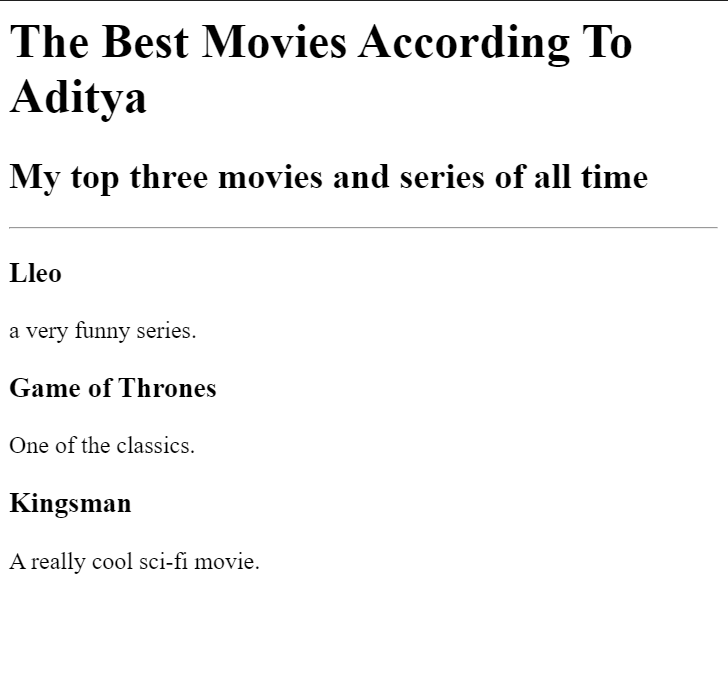 The Best Movies According To
Aditya
My top three movies and series of all time
Lleo
a very funny series.
Game of Thrones
One of the classics.
Kingsman
A really cool sci-fi movie.